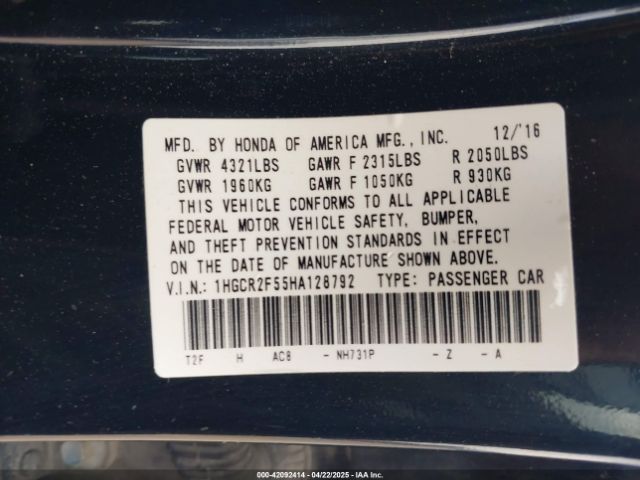 MFD. BY HONDA OF AMERICA MFG., INC. 12/'16
GVWR 4321LBS GAWR F 2315LBS R 2050LBS
GVWR 1960KG GAWR F 1050KG R 930KG
THIS VEHICLE CONFORMS TO ALL APPLICABLE
FEDERAL MOTOR VEHICLE SAFETY, BUMPER,
AND THEFT PREVENTION STANDARDS IN EFFECT
ON THE DATE OF MANUFACTURE SHOWN ABOVE.
V.I.N.: 1HGCR2F55HA128792 TYPE: PASSENGER CAR
T2F H AC8 - NH731P - Z - A
000-42092414 - 04/22/2025 - IAA Inc.